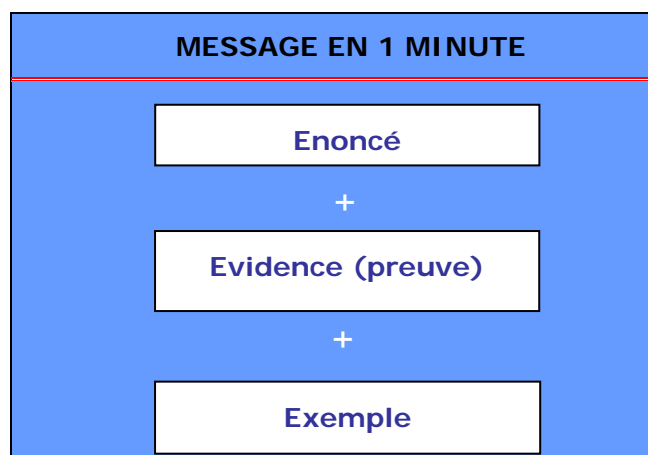 MESSAGE EN 1 MINUTE
Enoncé
+
Evidence (preuve)
+
Exemple